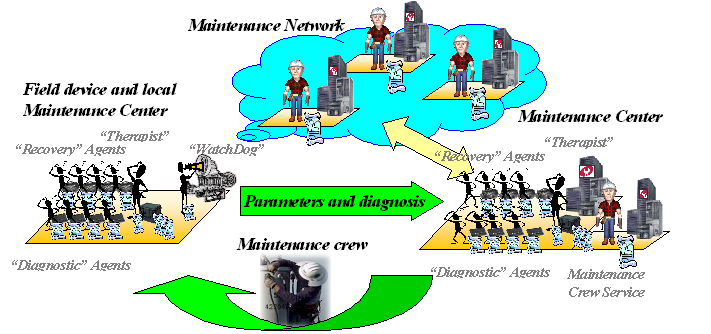 Maintenance Network
Field device and local
Maintenance Center
"Therapist"
"Recovery" Agents
"WatchDog"
Maintenance Center
"Therapist"
"Recovery" Agents
Parameters and diagnosis
Maintenance crew
"Diagnostic" Agents
"Diagnostic" Agents
Maintenance
Crew Service